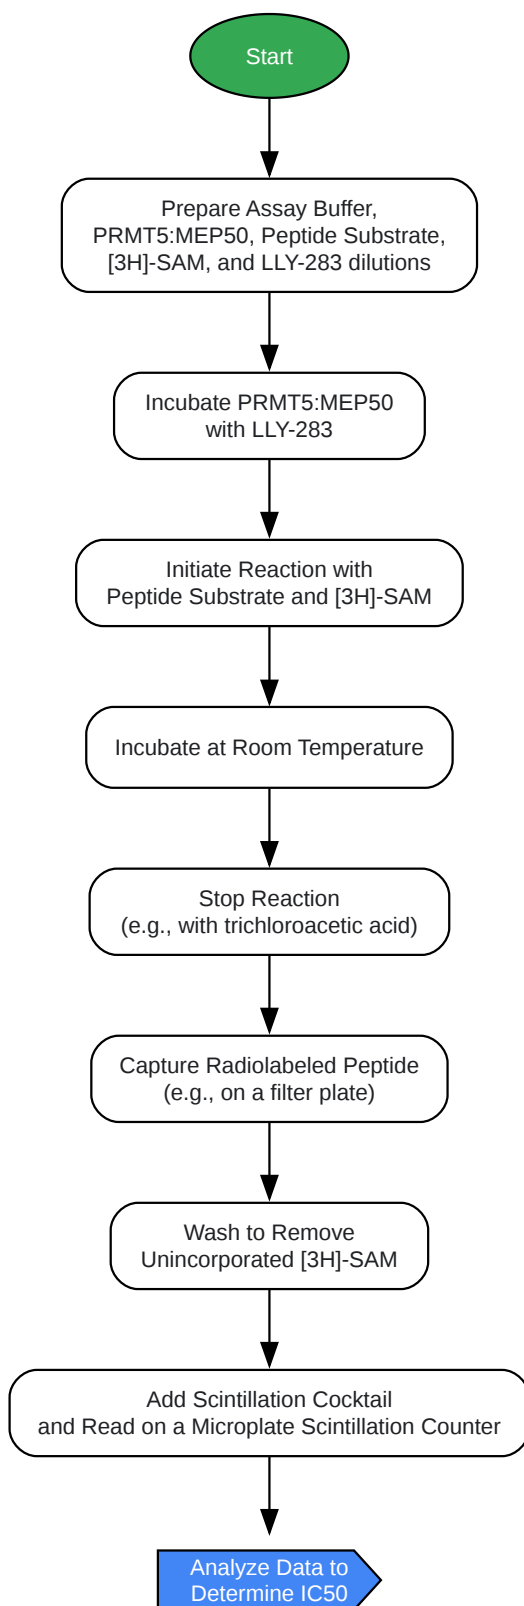 Start
Prepare Assay Buffer,
PRMT5:MEP50, Peptide Substrate,
[3H]-SAM, and LLY-283 dilutions
Incubate PRMT5:MEP50
with LLY-283
Initiate Reaction with
Peptide Substrate and [3H]-SAM
Incubate at Room Temperature
Stop Reaction
(e.g., with trichloroacetic acid)
Capture Radiolabeled Peptide
(e.g., on a filter plate)
Wash to Remove
Unincorporated [3H]-SAM
Add Scintillation Cocktail
and Read on a Microplate Scintillation Counter
Analyze Data to
Determine IC50